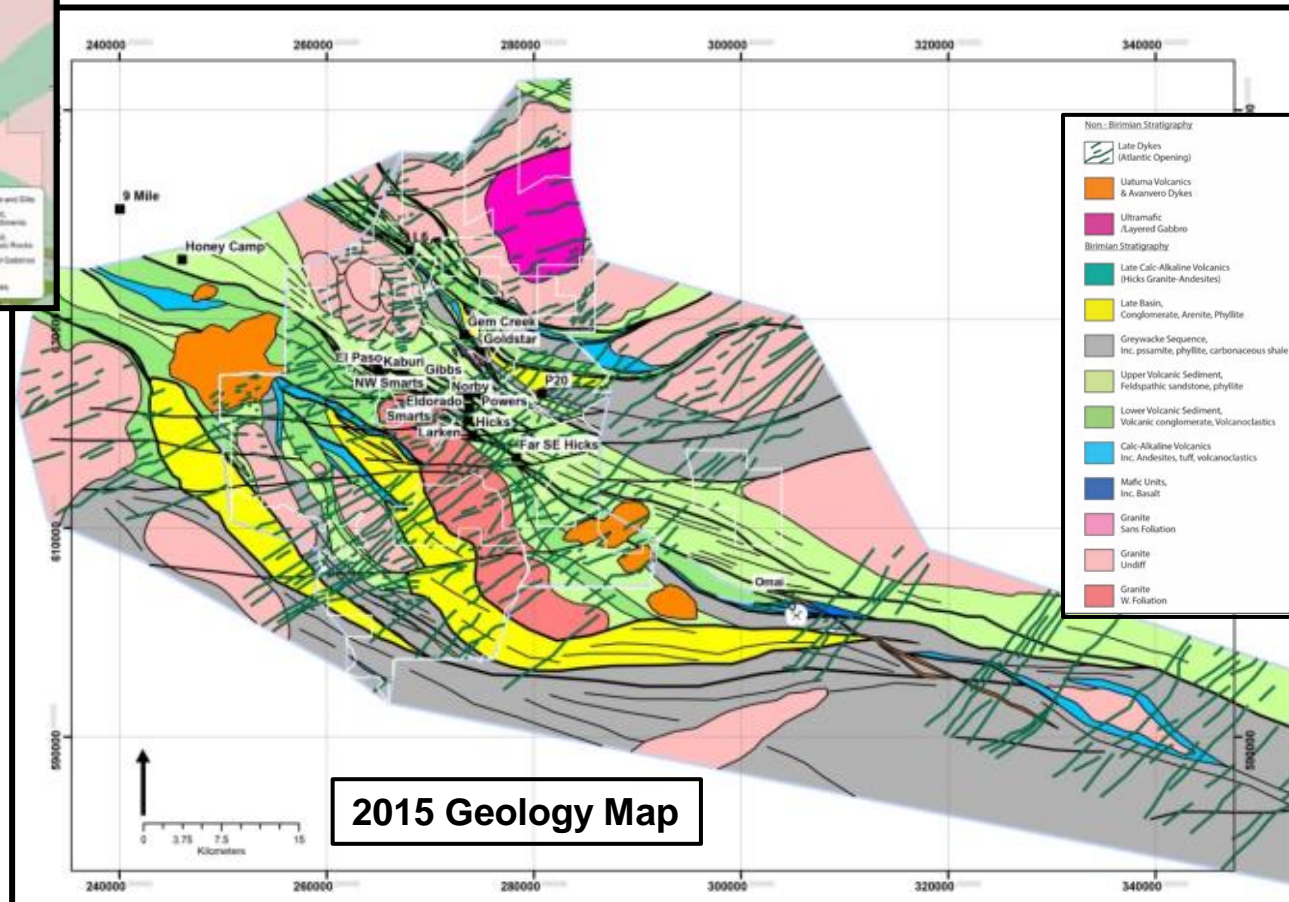 240000
260000
280000
300000
320000
340000
Non - Birimian Stratigraphy
Late Dykes
(Atlantic Opening)
Uatuma Volcanics
& Avanvero Dykes
Ultramafic
/Layered Gabbro
Birimian Stratigraphy
Late Calc-Alkaline Volcanics
(Hicks Granite-Andesites)
Late Basin,
Conglomerate, Arenite, Phyllite
Greywacke Sequence,
Inc. pssamite, phyllite, carbonaceous shale
Upper Volcanic Sediment,
Feldspathic sandstone, phyllite
Lower Volcanic Sediment,
Volcanic conglomerate, Volcanoclastics
Calc-Alkaline Volcanics
Inc. Andesites, tuff, volcanoclastics
Mafic Units,
Inc. Basalt
Granite
Sans Foliation
Granite
Undiff
Granite
W. Foliation
9 Mile
Honey Camp
Gem Creek
Goldstar
El Paso
Kaburi
Gibbs
NW Smarts
Norby
P20
Eldorado
Powers
Smarts
Hicks
Larken
Far SE Hicks
Omai
610000
590000
590000
0 3.75 7.5 15
Kilometers
2015 Geology Map
240000
260000
280000
300000
320000
340000